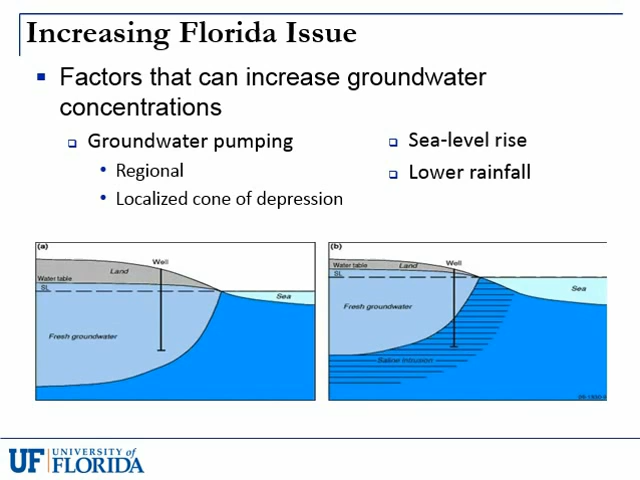 Increasing Florida Issue
Factors that can increase groundwater
concentrations
Groundwater pumping
Regional
Localized cone of depression
Sea-level rise
Lower rainfall
(a)
Well
Land
Water table
SL
Sea
Fresh groundwater
(b)
Well
Water table
Land
SL
Sea
Fresh groundwater
Saline intrusion
UF UNIVERSITY of
FLORIDA